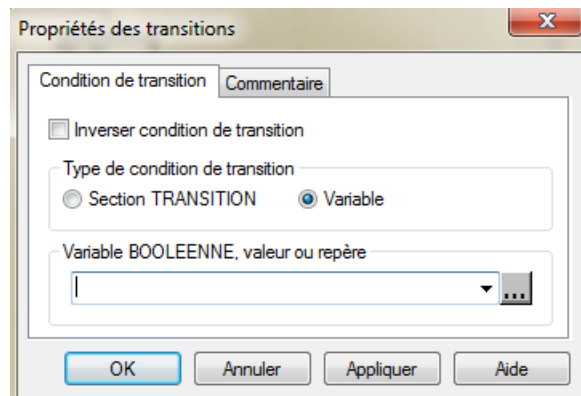 Propriétés des transitions
Condition de transition Commentaire
Inverser condition de transition
Type de condition de transition
Section TRANSITION Variable
Variable BOOLEENNE, valeur ou repère
...
OK Annuler Appliquer Aide